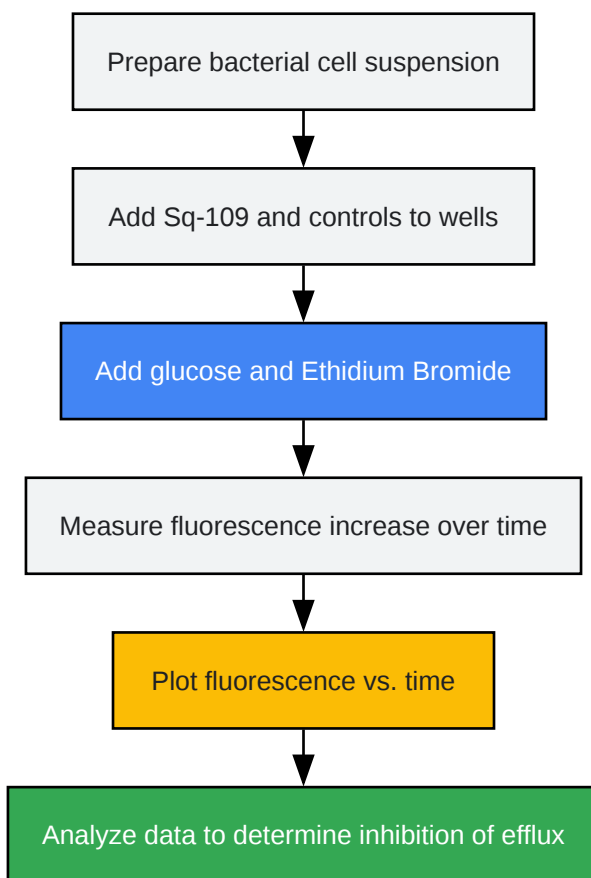 Prepare bacterial cell suspension
Add Sq-109 and controls to wells
Add glucose and Ethidium Bromide
Measure fluorescence increase over time
Plot fluorescence vs. time
Analyze data to determine inhibition of efflux